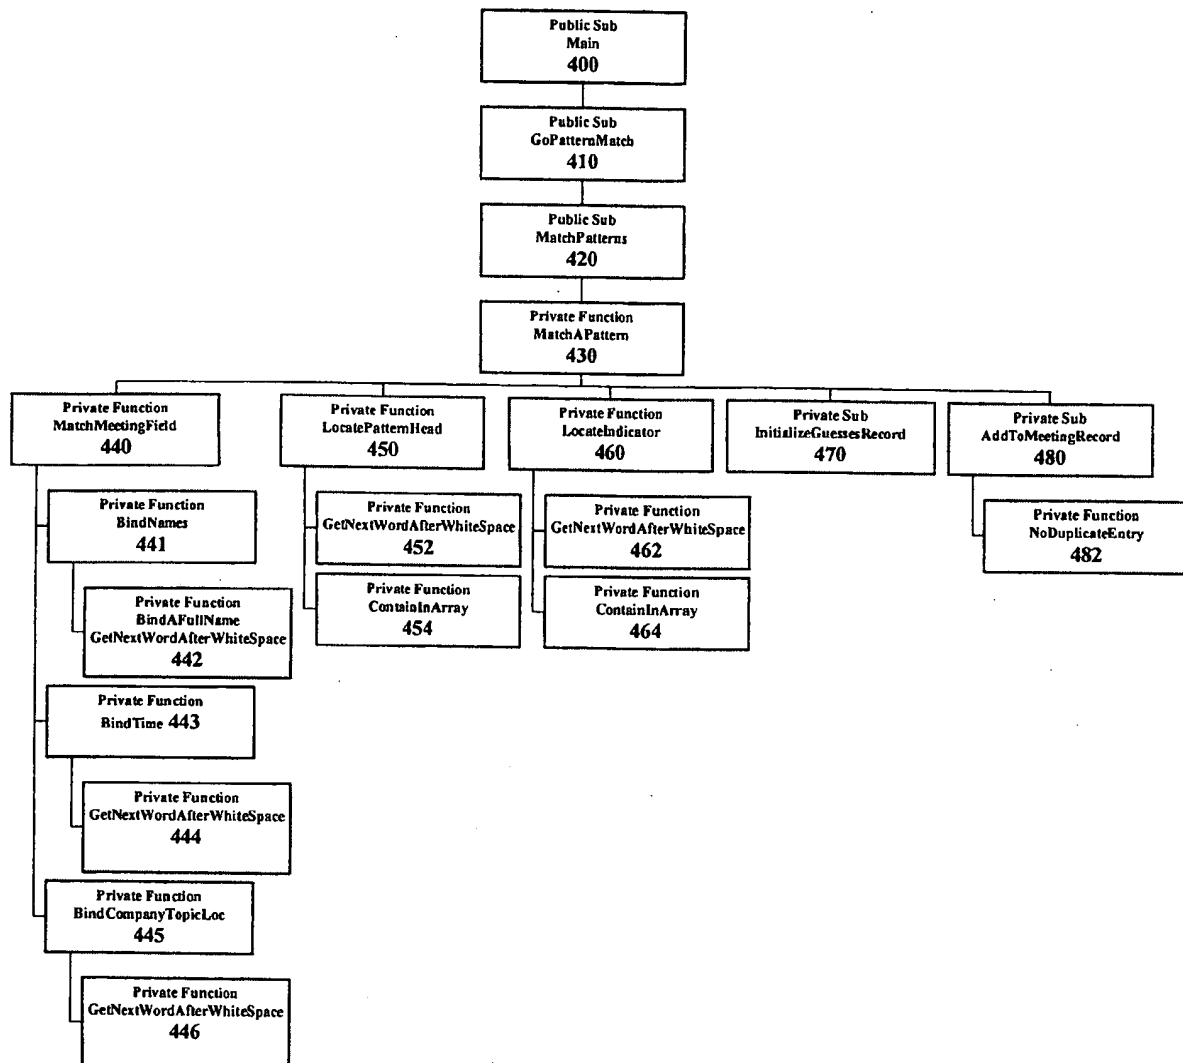 Public Sub
Main
400
Public Sub
GoPatternMatch
410
Public Sub
MatchPatterns
420
Private Function
MatchAPattern
430
Private Function
MatchMeetingField
440
Private Function
BindNames
441
Private Function
BindAFullName
GetNextWordAfterWhiteSpace
442
Private Function
BindTime 443
Private Function
GetNextWordAfterWhiteSpace
444
Private Function
BindCompanyTopicLoc
445
Private Function
GetNextWordAfterWhiteSpace
446
Private Function
LocatePatternHead
450
Private Function
GetNextWordAfterWhiteSpace
452
Private Function
ContainInArray
454
Private Function
LocateIndicator
460
Private Function
GetNextWordAfterWhiteSpace
462
Private Function
ContainInArray
464
Private Sub
InitializeGuessesRecord
470
Private Sub
AddToMeetingRecord
480
Private Function
NoDuplicateEntry
482